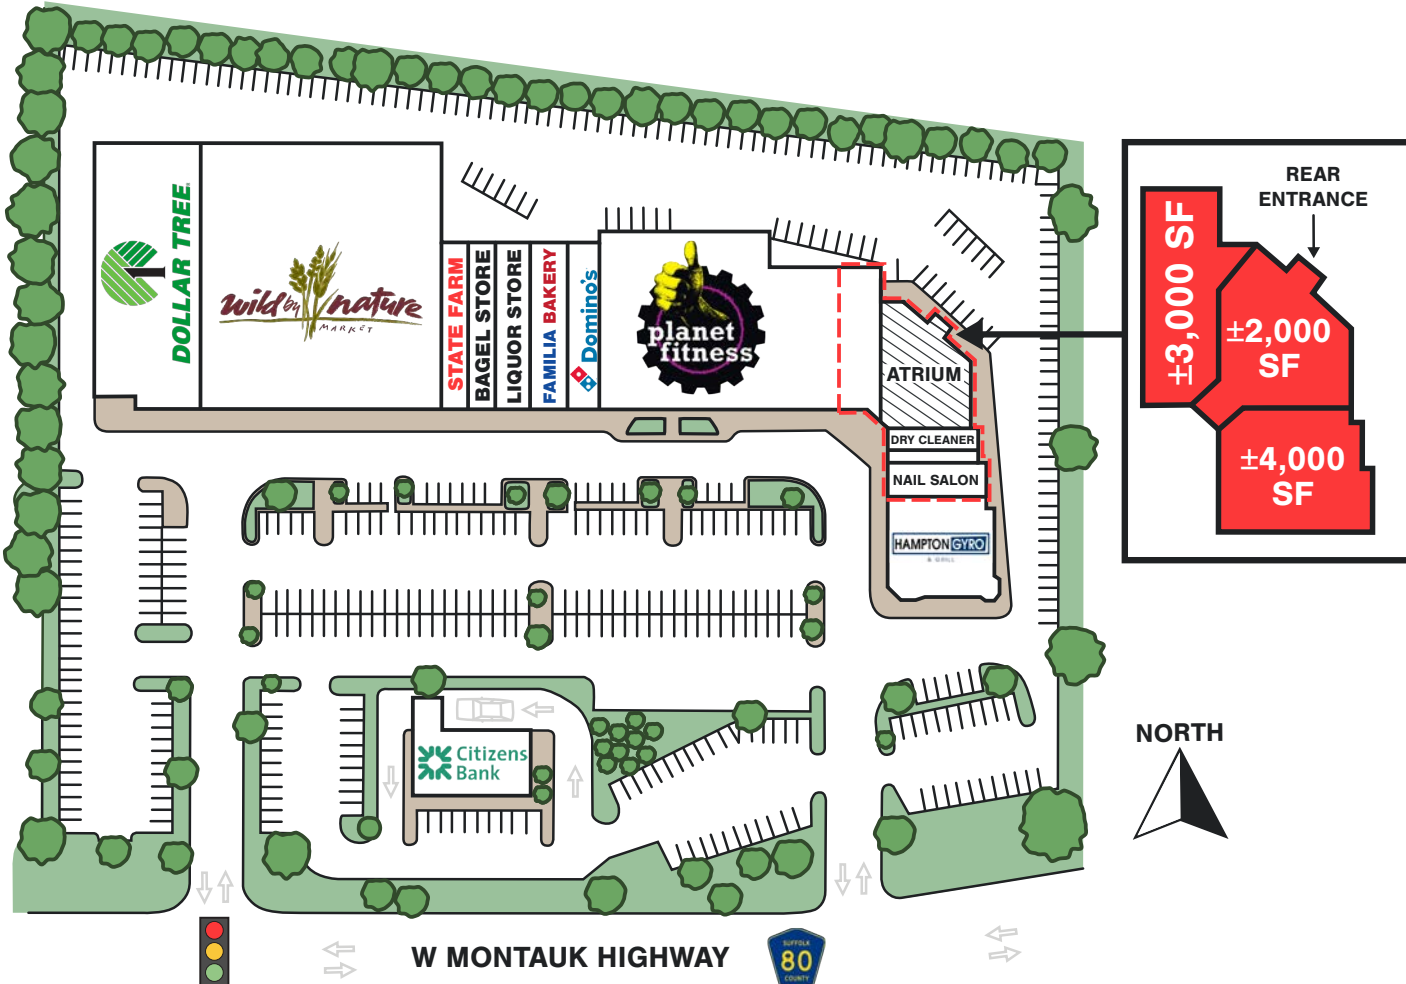 DOLLAR TREE
wild by nature
MARKET
STATE FARM
BAGEL STORE
LIQUOR STORE
FAMILIA BAKERY
Domino's
planet
fitness
ATRIUM
DRY CLEANER
NAIL SALON
HAMPTON GYRO
& GRILL
REAR
ENTRANCE
±3,000 SF
±2,000
SF
±4,000
SF
Citizens
Bank
NORTH
W MONTAUK HIGHWAY
SUFFOLK
80
COUNTY